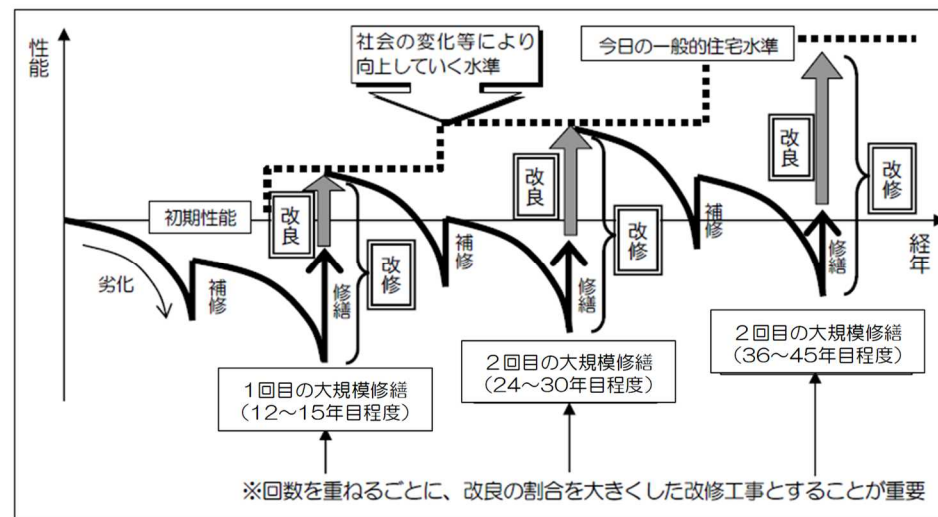 性能
社会の変化等により
向上していく水準
今日の一般的住宅水準
改良
改良
改良
改修
改修
改修
初期性能
経年
劣化
補修
修繕
補修
修繕
補修
修繕
1回目の大規模修繕
(12〜15年目程度)
2回目の大規模修繕
(24〜30年目程度)
2回目の大規模修繕
(36〜45年目程度)
※回数を重ねるごとに、改良の割合を大きくした改修工事とすることが重要